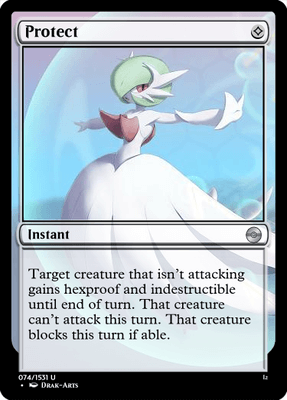 Protect
Instant
Target creature that isn't attacking
gains hexproof and indestructible
until end of turn. That creature
can't attack this turn. That creature
blocks this turn if able.
074/1531 U
Iz
• Drak-Arts